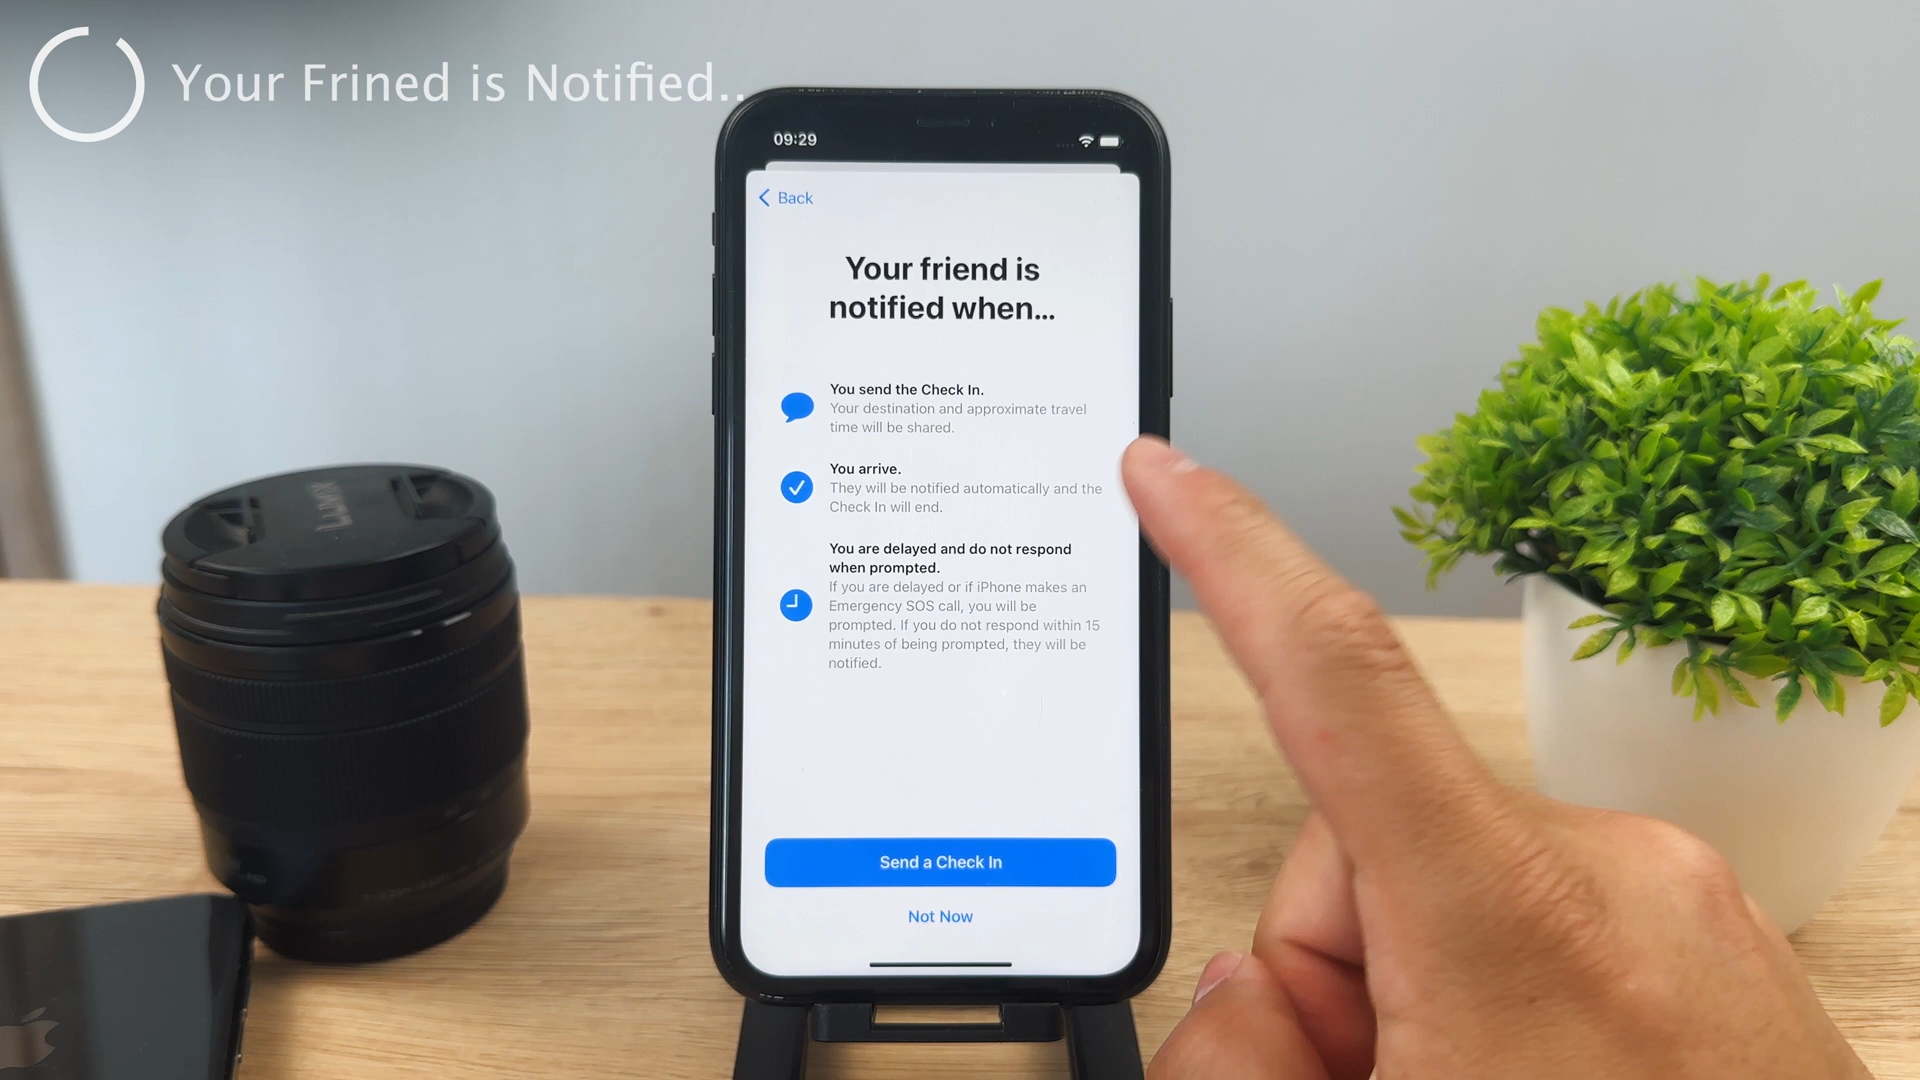 Your Frined is Notified..
09:29
Back
Your friend is
notified when...
You send the Check In.
Your destination and approximate travel
time will be shared.
You arrive.
They will be notified automatically and the
Check In will end.
You are delayed and do not respond
when prompted.
If you are delayed or if iPhone makes an
Emergency SOS call, you will be
prompted. If you do not respond within 15
minutes of being prompted, they will be
notified.
Send a Check In
Not Now
LUMIX